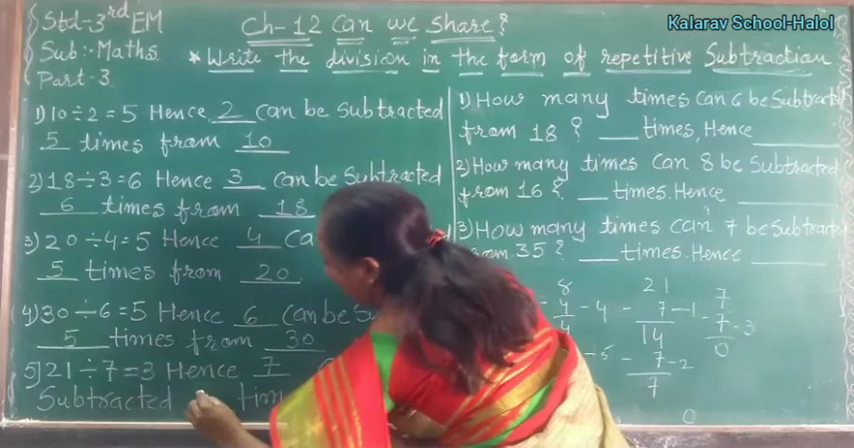 Std-3rd EM
Sub:-Maths
Part-3
Ch-12 Can we Share?
Kalarav School-Halol
* Write the division in the form of repetitive Subtraction
1) 10÷2=5 Hence 2 can be Subtracted
5 times from 10
2) 18÷3=6 Hence 3 can be Subtracted
6 times from 18
3) 20÷4=5 Hence 4
5 times from 20
4) 30÷6=5 Hence 6 can be
5 times from 30
5) 21÷7=3 Hence 7
Subtracted
1) How many times can 6 be Subtracted
from 18? ___ times, Hence ______
2) How many times can 8 be Subtracted
from 16? ___ times. Hence ______
3) How many times can 7 be Subtracted
35? ___ times. Hence ______
8
4 - 4
4
- 5
21
- 7 - 1
14
- 7 - 2
7
7
- 7 - 3
0
0